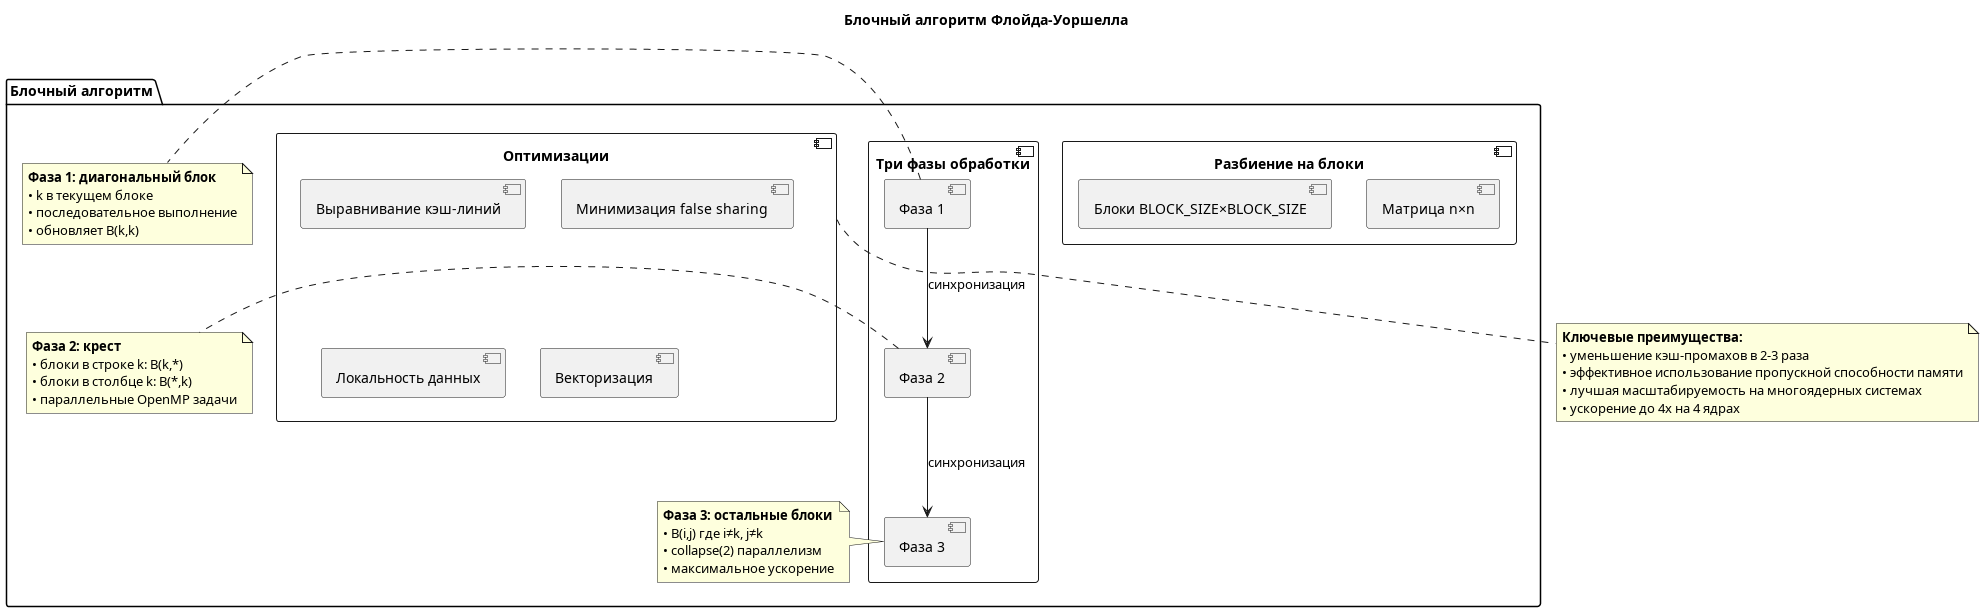 Блочный алгоритм Флойда-Уоршелла
Блочный алгоритм
Фаза 1: диагональный блок
• k в текущем блоке
• последовательное выполнение
• обновляет B(k,k)
Оптимизации
Выравнивание кэш-линий
Минимизация false sharing
Локальность данных
Векторизация
Три фазы обработки
Фаза 1
синхронизация
Фаза 2
синхронизация
Фаза 3
Разбиение на блоки
Блоки BLOCK_SIZE×BLOCK_SIZE
Матрица n×n
Фаза 2: крест
• блоки в строке k: B(k,*)
• блоки в столбце k: B(*,k)
• параллельные OpenMP задачи
Ключевые преимущества:
• уменьшение кэш-промахов в 2-3 раза
• эффективное использование пропускной способности памяти
• лучшая масштабируемость на многоядерных системах
• ускорение до 4x на 4 ядрах
Фаза 3: остальные блоки
• B(i,j) где i≠k, j≠k
• collapse(2) параллелизм
• максимальное ускорение